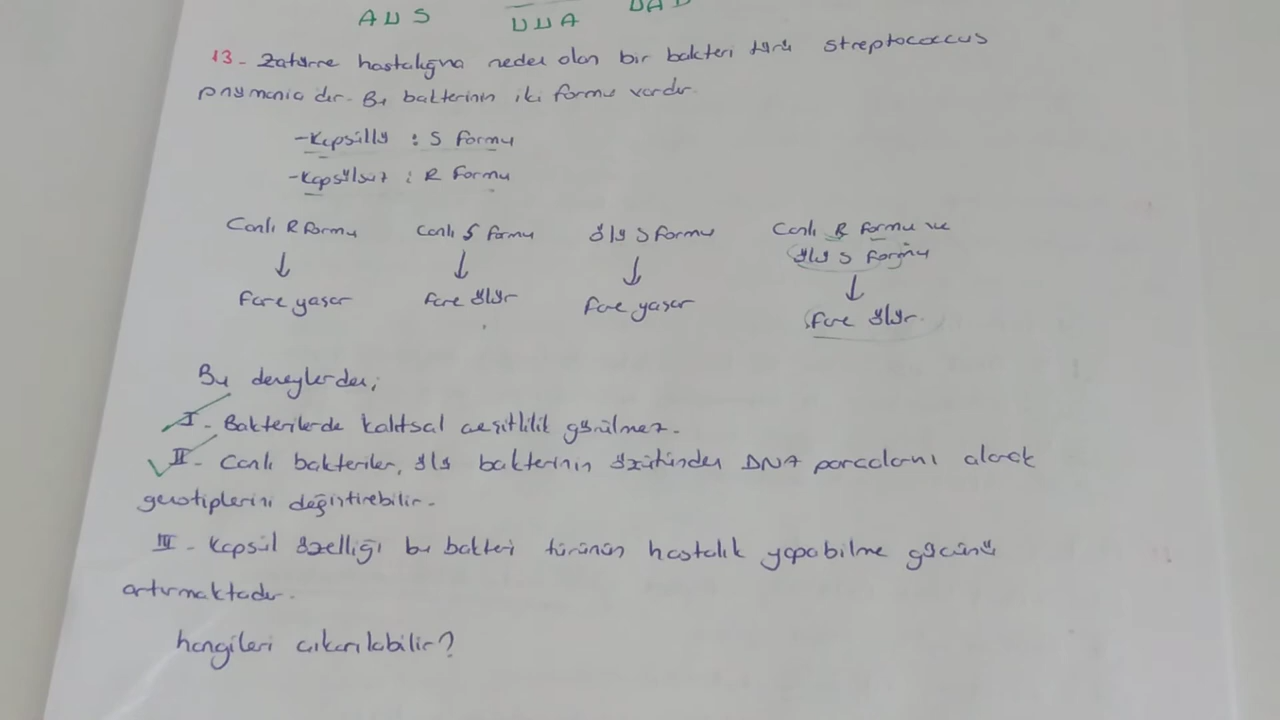 13- Zatürre hastalığına neden olan bir bakteri türü streptococcus
pnymonia dır. Bu bakterinin iki formu vardır.
-Kapsüllü : S formu
-Kapsülsüz : R formu
Canlı R formu
Canlı S formu
Ölü S formu
Canlı R formu ve
ölü S formu
↓ ↓ ↓ ↓
Fare yaşar
Fare ölür
Fare yaşar
Fare ölür.
Bu deneylerden;
I- Bakterilerde kalıtsal çeşitlilik görülmez.
II- Canlı bakteriler, ölü bakterinin özütünden DNA parçalarını alarak
genotiplerini değiştirebilir.
III- Kapsül özelliği bu bakteri türünün hastalık yapabilme gücünü
artırmaktadır.
hangileri çıkarılabilir?